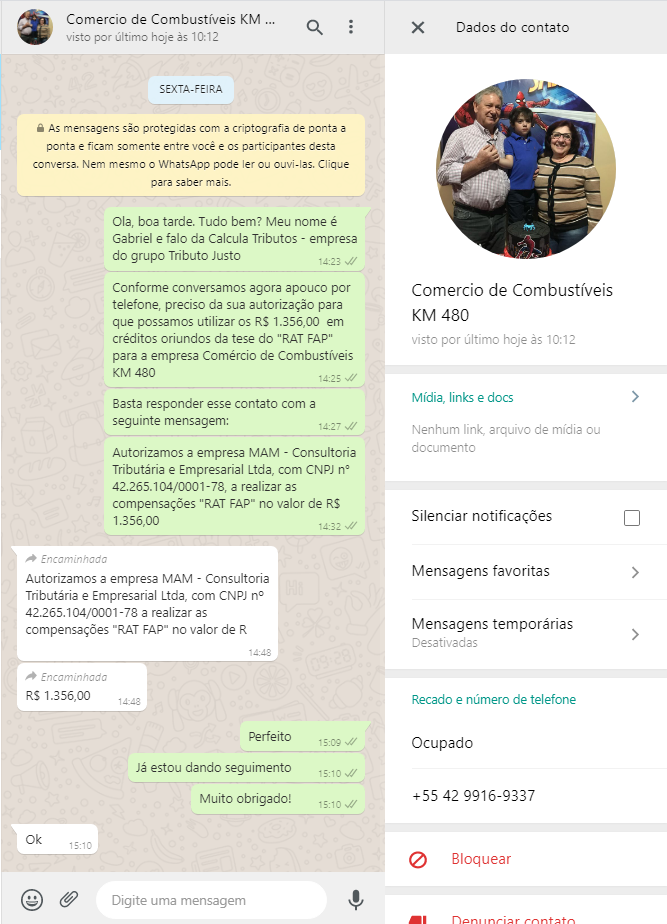 Comercio de Combustíveis KM ...
visto por último hoje às 10:12
SEXTA-FEIRA
As mensagens são protegidas com a criptografia de ponta a
ponta e ficam somente entre você e os participantes desta
conversa. Nem mesmo o WhatsApp pode ler ou ouvi-las. Clique
para saber mais.
Ola, boa tarde. Tudo bem? Meu nome é
Gabriel e falo da Calcula Tributos - empresa
do grupo Tributo Justo
14:23
Conforme conversamos agora apouco por
telefone, preciso da sua autorização para
que possamos utilizar os R$ 1.356,00 em
créditos oriundos da tese do "RAT FAP"
para a empresa Comércio de Combustíveis
KM 480
14:25
Basta responder esse contato com a
seguinte mensagem:
14:27
Autorizamos a empresa MAM - Consultoria
Tributária e Empresarial Ltda, com CNPJ n°
42.265.104/0001-78, a realizar as
compensações "RAT FAP" no valor de R$
1.356,00
14:32
Encaminhada
Autorizamos a empresa MAM - Consultoria
Tributária e Empresarial Ltda, com CNPJ nº
42.265.104/0001-78 a realizar as
compensações "RAT FAP" no valor de R
14:48
Encaminhada
R$ 1.356,00
14:48
Perfeito
15:09
Já estou dando seguimento
15:10
Muito obrigado!
15:10
Ok
15:10
Digite uma mensagem
Dados do contato
Comercio de Combustíveis
KM 480
visto por último hoje às 10:12
Mídia, links e docs
Nenhum link, arquivo de mídia ou
documento
Silenciar notificações
Mensagens favoritas
Mensagens temporárias
Desativadas
Recado e número de telefone
Ocupado
+55 42 9916-9337
Bloquear
Denunciar contato